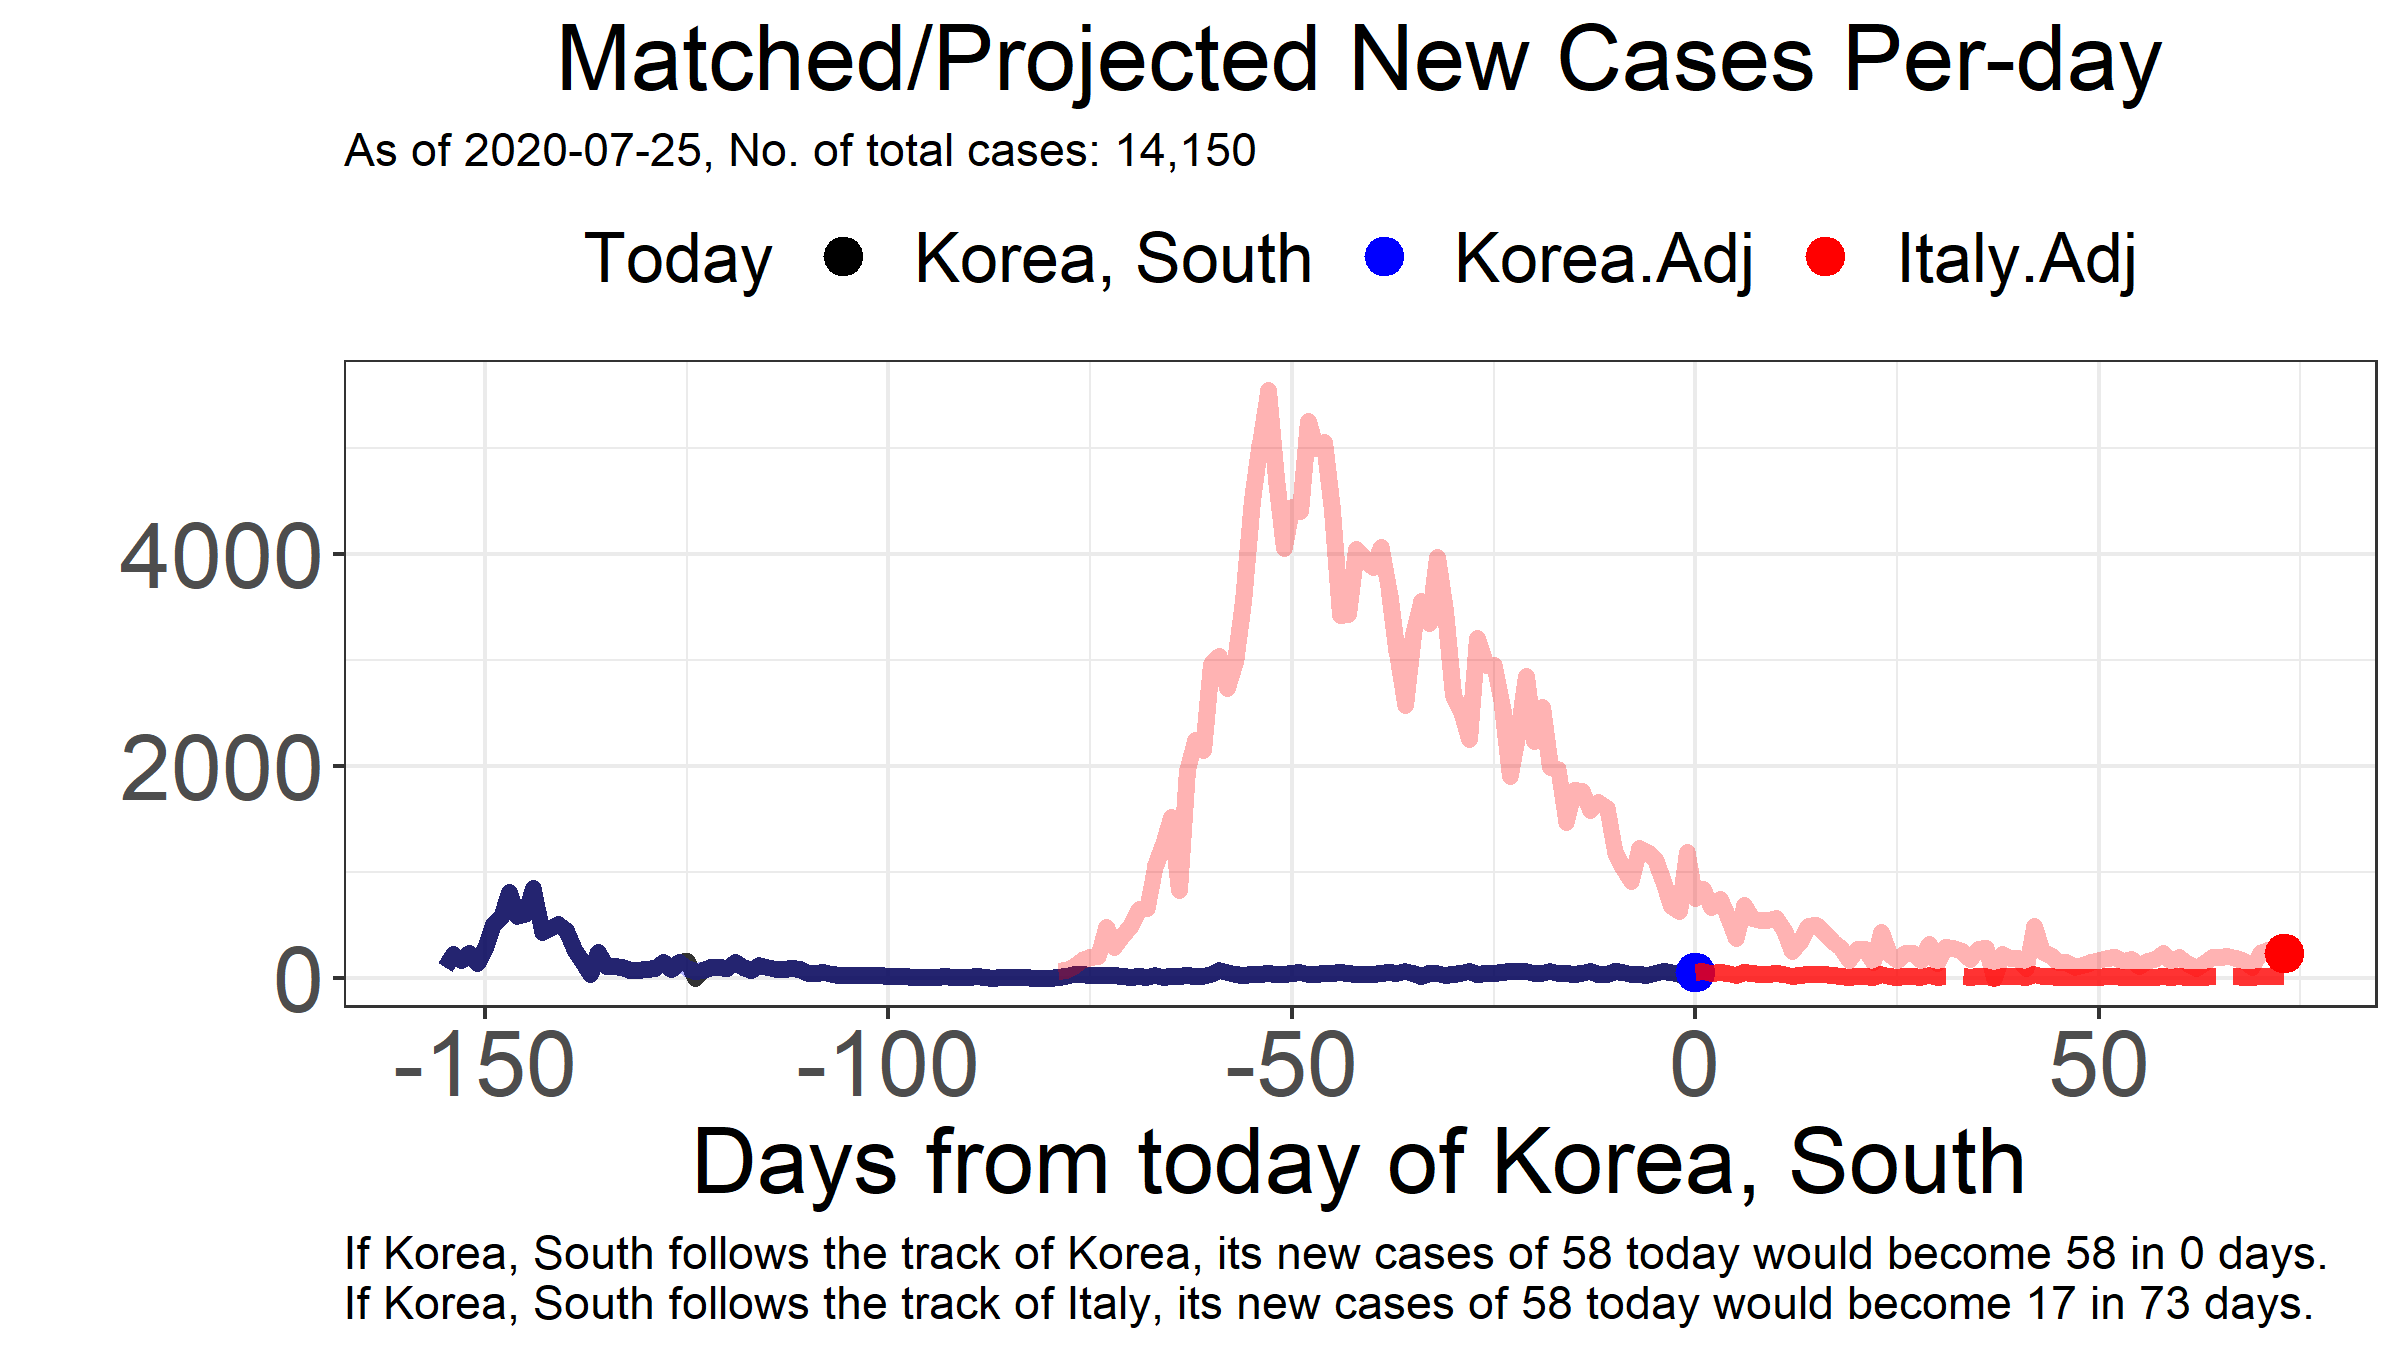 Matched/Projected New Cases Per-day
As of 2020-07-25, No. of total cases: 14,150
Today Korea, South Korea.Adj Italy.Adj
4000
2000
0
-150 -100 -50 0 50
Days from today of Korea, South
If Korea, South follows the track of Korea, its new cases of 58 today would become 58 in 0 days.
If Korea, South follows the track of Italy, its new cases of 58 today would become 17 in 73 days.